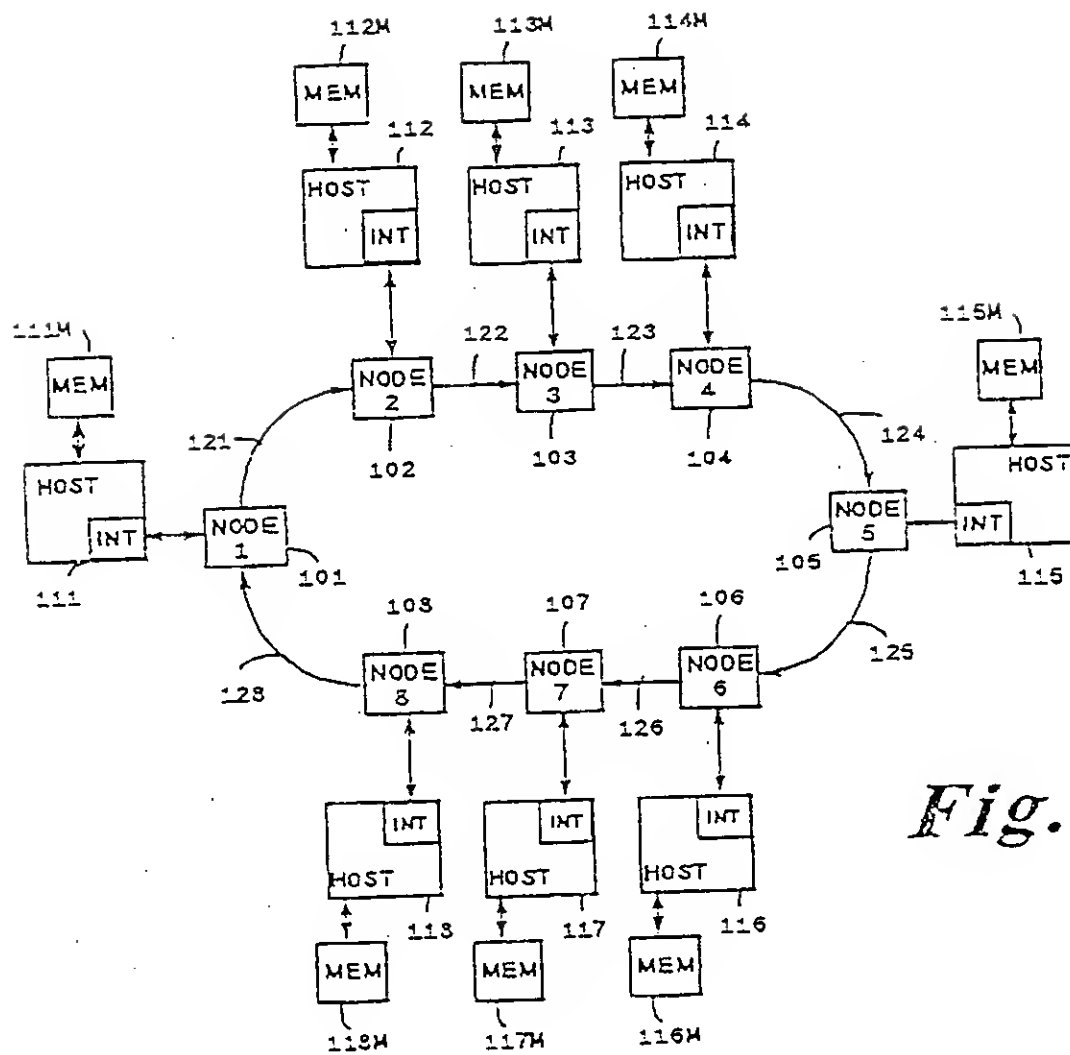 112M
113M
114M
MEM
MEM
MEM
112
113
114
HOST
HOST
HOST
INT
INT
INT
111M
115M
MEM
MEM
122
123
NODE
2
NODE
3
NODE
4
121
124
102
103
104
HOST
HOST
INT
NODE
1
NODE
5
INT
111
101
105
115
108
107
106
125
128
NODE
8
NODE
7
NODE
6
127
126
INT
INT
INT
HOST
HOST
HOST
118
117
116
MEM
MEM
MEM
118M
117M
116M
Fig.